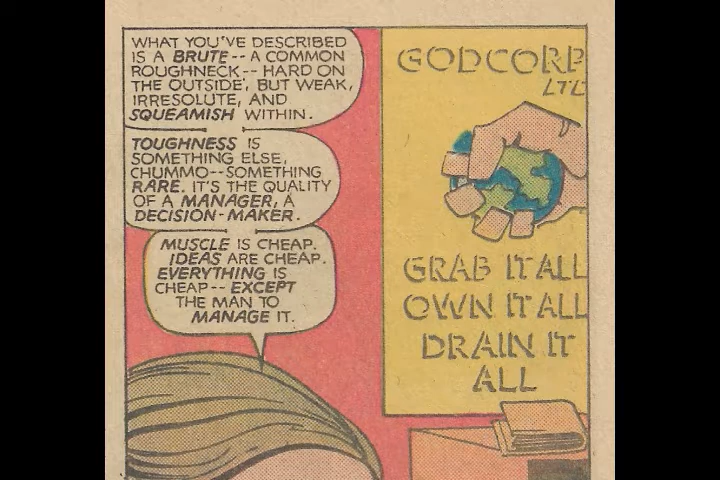 WHAT YOU'VE DESCRIBED
IS A BRUTE--A COMMON
ROUGHNECK--HARD ON
THE OUTSIDE, BUT WEAK,
IRRESOLUTE, AND
SQUEAMISH WITHIN.
TOUGHNESS IS
SOMETHING ELSE,
CHUMMO--SOMETHING
RARE. IT'S THE QUALITY
OF A MANAGER, A
DECISION-MAKER.
MUSCLE IS CHEAP.
IDEAS ARE CHEAP.
EVERYTHING IS
CHEAP--EXCEPT
THE MAN TO
MANAGE IT.
GODCORP
LTD
GRAB IT ALL
OWN IT ALL
DRAIN IT
ALL